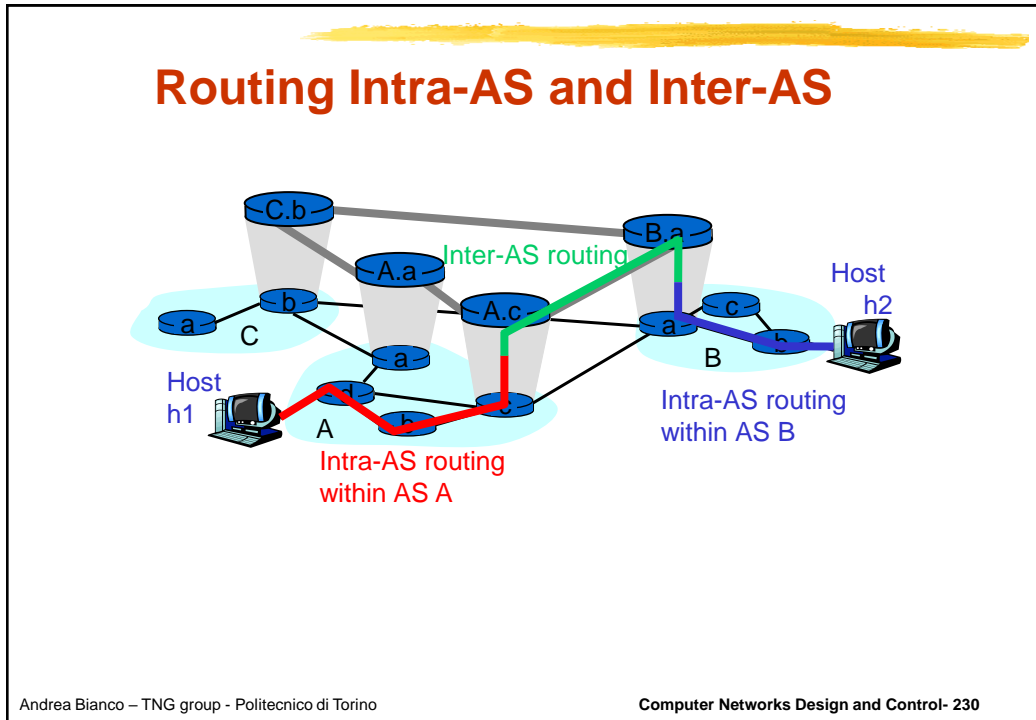 Routing Intra-AS and Inter-AS
C.b
B.a
Inter-AS routing
A.a
Host
h2
A.c
b
c
a
a
C
b
a
B
Host
h1
d
c
Intra-AS routing
within AS B
A
b
Intra-AS routing
within AS A
Andrea Bianco – TNG group - Politecnico di Torino
Computer Networks Design and Control- 230